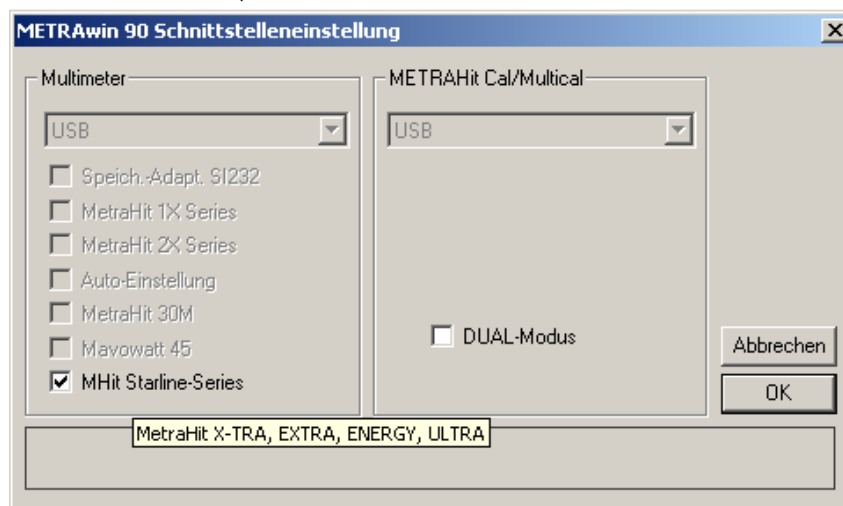 METRAwin 90 Schnittstelleneinstellung
Multimeter
USB
Speich.-Adapt. SI232
MetraHit 1X Series
MetraHit 2X Series
Auto-Einstellung
MetraHit 30M
Mavowatt 45
MHit Starline-Series
METRAHit Cal/Multical
USB
DUAL-Modus
Abbrechen
OK
MetraHit X-TRA, EXTRA, ENERGY, ULTRA